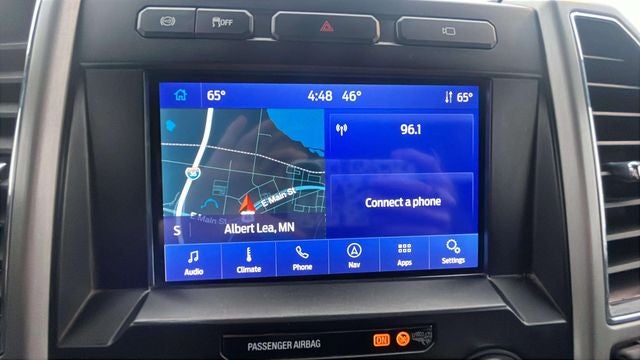 OFF
65° 4:48 46° 65°
96.1
E Main St
E Main St
Connect a phone
S Albert Lea, MN
Audio Climate Phone Nav Apps Settings
PASSENGER AIRBAG ON